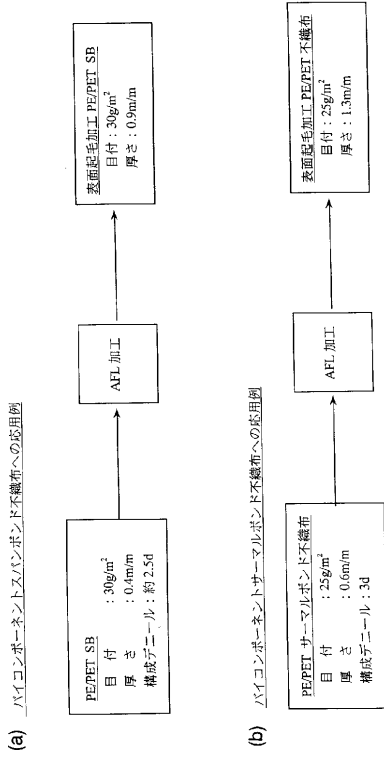 (a) バイコンポーネントスパンボンド不織布への応用例
PE/PET SB
目　付　：30g/m²
厚　さ　：0.4m/m
構成デニール：約 2.5d
AFL 加工
表面起毛加工 PE/PET SB
目付：30g/m²
厚さ：0.9m/m
(b) バイコンポーネントサーマルボンド不織布への応用例
PE/PET サーマルボンド不織布
目　付　：25g/m²
厚　さ　：0.6m/m
構成デニール：3d
AFL 加工
表面起毛加工 PE/PET 不織布
目付：25g/m²
厚さ：1.3m/m